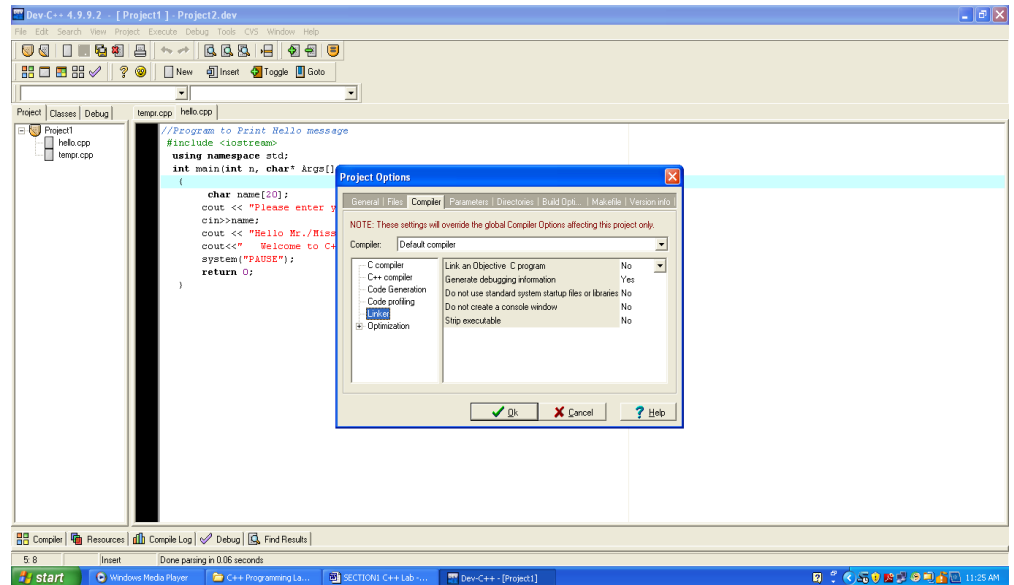 Dev-C++ 4.9.9.2 - [ Project1 ] - Project2.dev
File Edit Search View Project Execute Debug Tools CVS Window Help
New Insert Toggle Goto
Project Classes Debug
tempr.cpp hello.cpp
Project1
hello.cpp
tempr.cpp
//Program to Print Hello message
#include <iostream>
using namespace std;
int main(int n, char* Args[]
{
char name[20];
cout << "Please enter y
cin>>name;
cout << "Hello Mr./Miss
cout<<" Welcome to C+
system("PAUSE");
return 0;
}
Project Options
General Files Compiler Parameters Directories Build Opti... Makefile Version info
NOTE: These settings will override the global Compiler Options affecting this project only.
Compiler: Default compiler
C compiler
C++ compiler
Code Generation
Code profiling
Linker
Optimization
Link an Objective C program No
Generate debugging information Yes
Do not use standard system startup files or libraries No
Do not create a console window No
Strip executable No
Ok Cancel Help
Compiler Resources Compile Log Debug Find Results
5: 8 Insert Done parsing in 0.06 seconds
start Windows Media Player C++ Programming La... SECTION1 C++ Lab -... Dev-C++ - [Project1] 11:25 AM